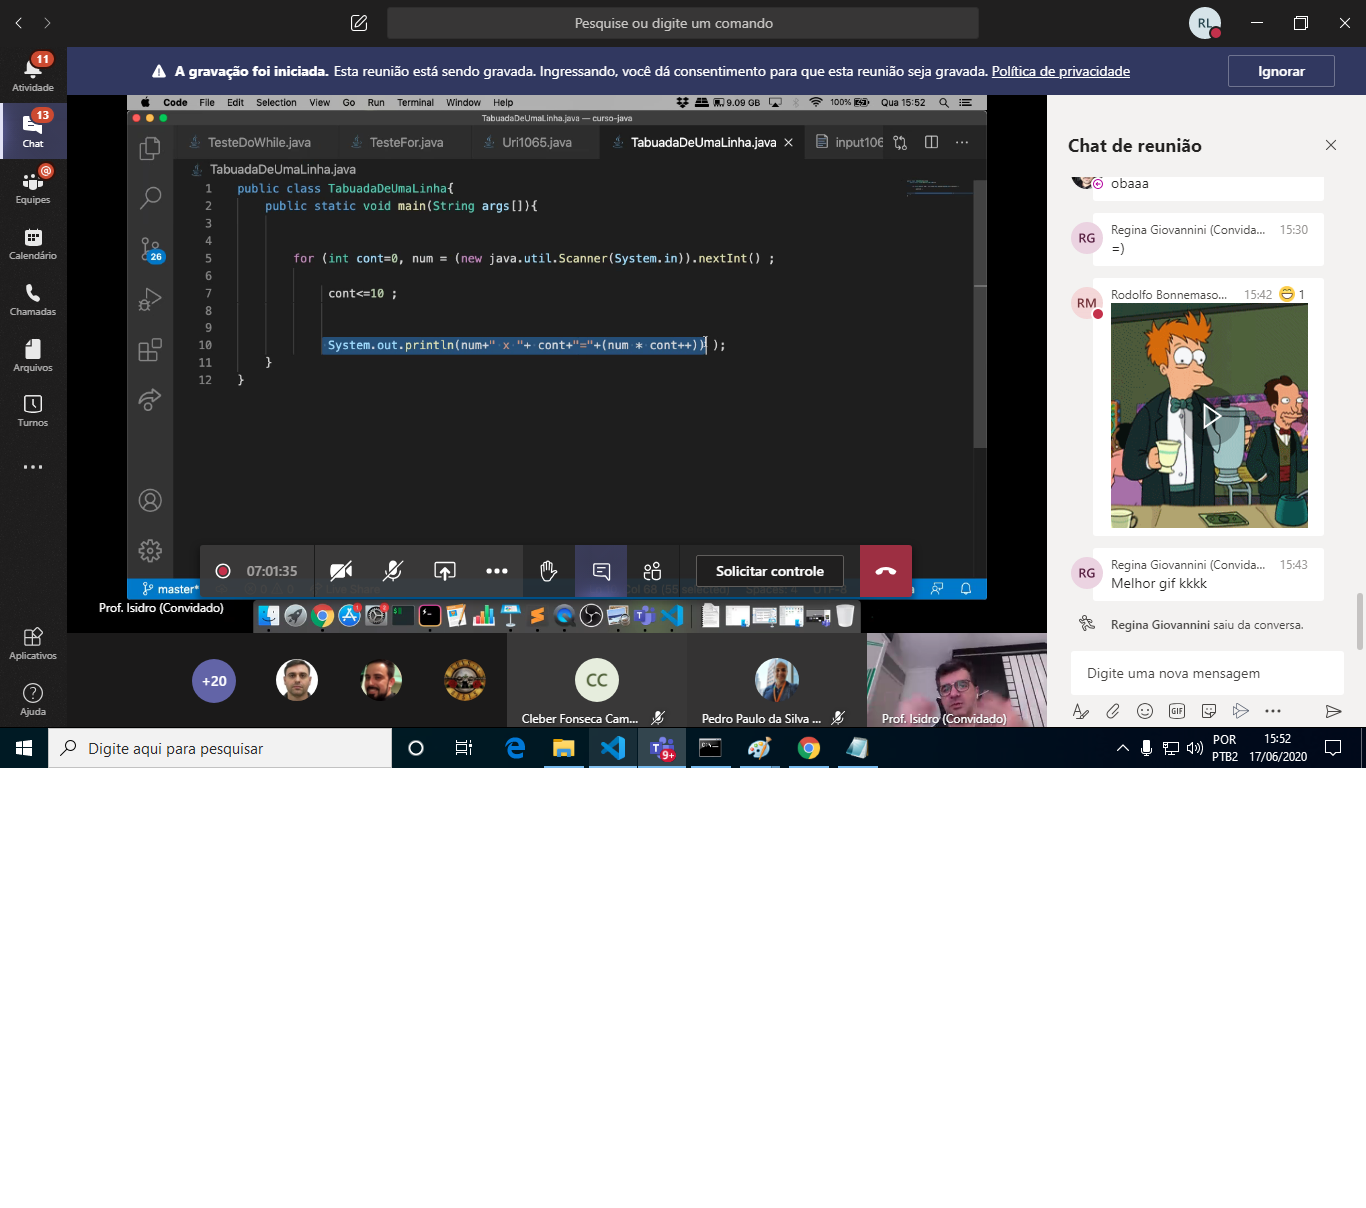 Pesquise ou digite um comando
RL
A gravação foi iniciada. Esta reunião está sendo gravada. Ingressando, você dá consentimento para que esta reunião seja gravada. Política de privacidade
Ignorar
11
Atividade
13
Chat
@
Equipes
Calendário
Chamadas
Arquivos
Turnos
Aplicativos
Ajuda
Code File Edit Selection View Go Run Terminal Window Help
9.09 GB 100% Qua 15:52
TabuadaDeUmaLinha.java — curso-java
TesteDoWhile.java TesteFor.java Uri1065.java TabuadaDeUmaLinha.java input106
TabuadaDeUmaLinha.java
26
1 public class TabuadaDeUmaLinha{
2 public static void main(String args[]){
3
4
5 for (int cont=0, num = (new java.util.Scanner(System.in)).nextInt() ;
6
7 cont<=10 ;
8
9
10 System.out.println(num+" x "+ cont+"="+(num * cont++)) );
11 }
12 }
07:01:35
Solicitar controle
master*
Prof. Isidro (Convidado)
+20
CC
Cleber Fonseca Cam...
Pedro Paulo da Silva ...
Prof. Isidro (Convidado)
Chat de reunião
obaaa
RG
Regina Giovannini (Convida... 15:30
=)
RM
Rodolfo Bonnemaso... 15:42 1
RG
Regina Giovannini (Convida... 15:43
Melhor gif kkkk
Regina Giovannini saiu da conversa.
Digite uma nova mensagem
GIF
Digite aqui para pesquisar
9+
POR
PTB2
15:52
17/06/2020